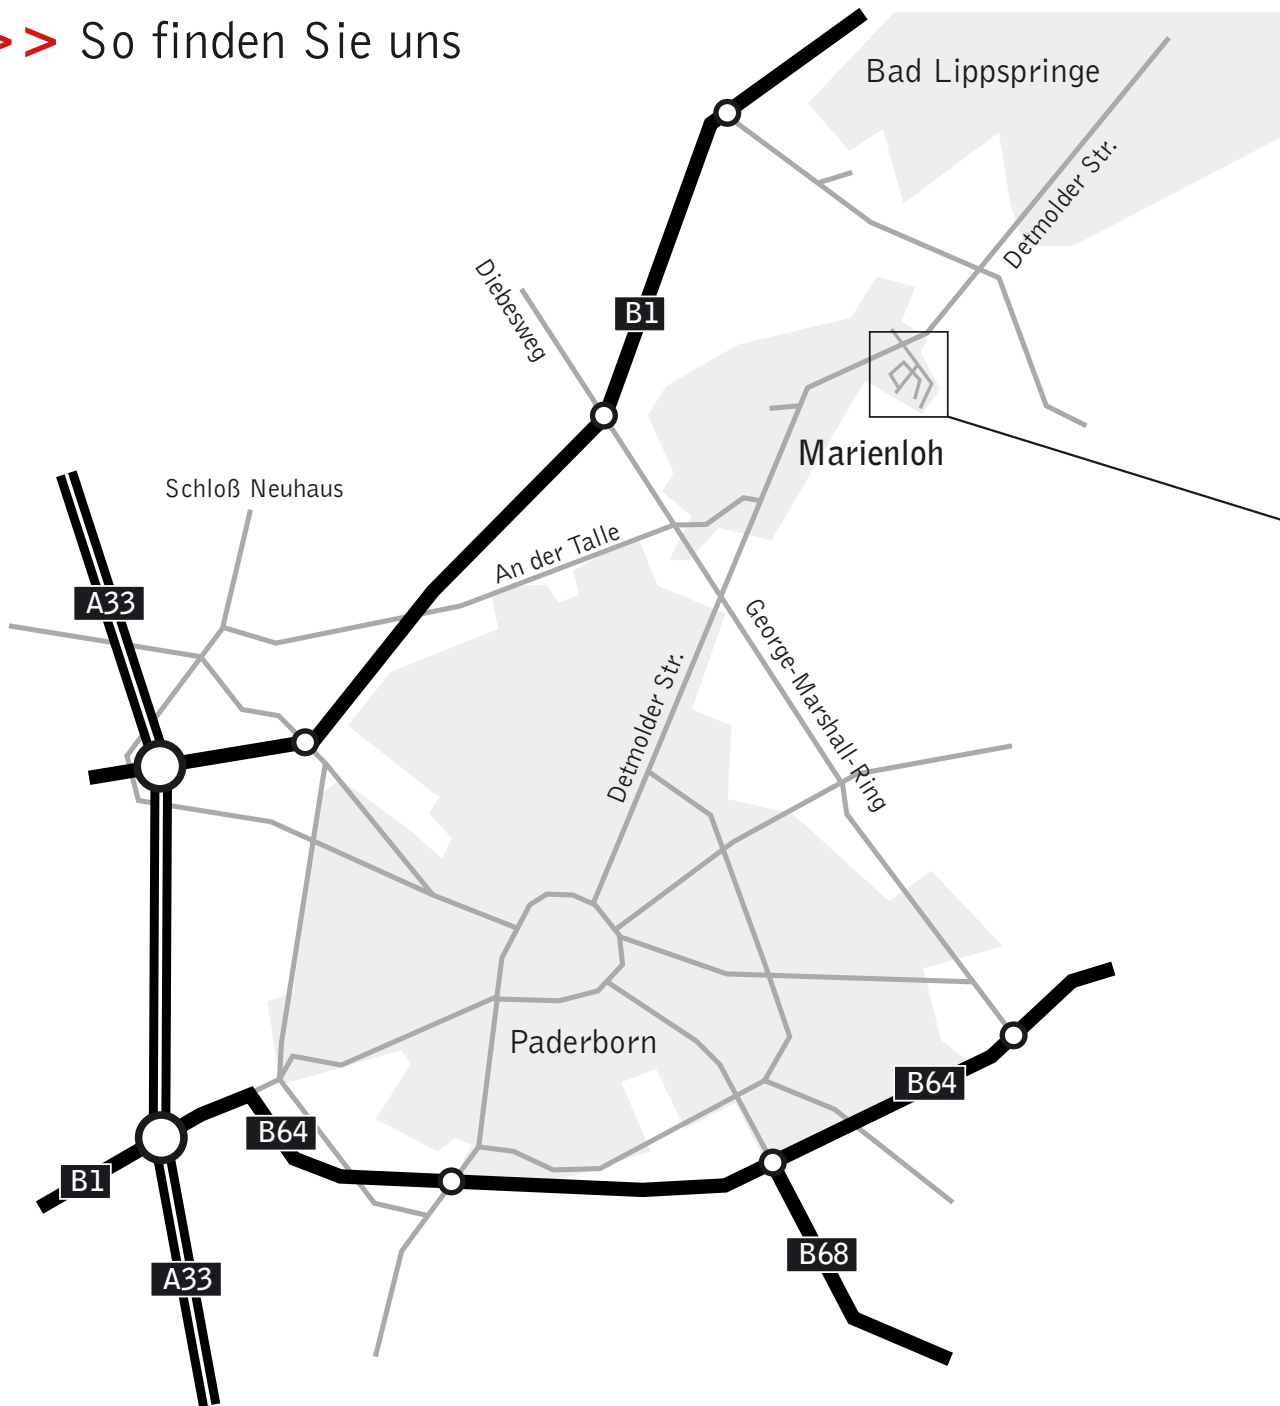 >> So finden Sie uns
Bad Lippspringe
Detmolder Str.
Diebesweg
B1
Marienloh
Schloß Neuhaus
An der Talle
A33
George-Marshall-Ring
Detmolder Str.
Paderborn
B64
B64
B1
B68
A33